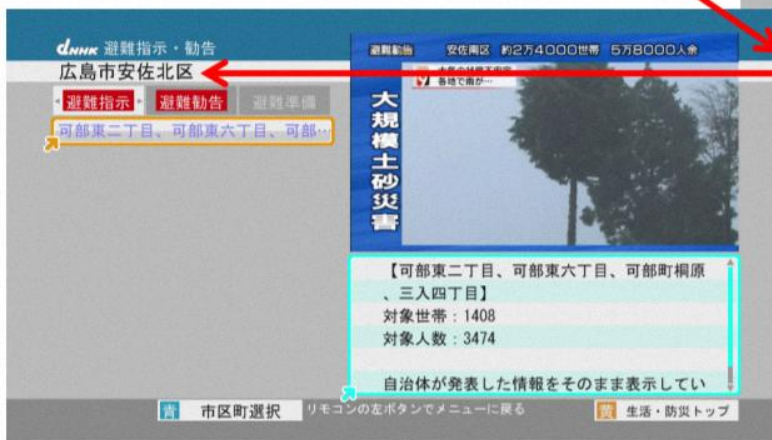 dNHK 避難指示・勧告
広島市安佐北区
避難指示
避難勧告
避難準備
可部東二丁目、可部東六丁目、可部…
避難勧告 安佐南区 約2万4000世帯 5万8000人余
各地で雨が…
大規模土砂災害
【可部東二丁目、可部東六丁目、可部町桐原
、三入四丁目】
対象世帯:1408
対象人数:3474
自治体が発表した情報をそのまま表示してい
青 市区町選択
リモコンの左ボタンでメニューに戻る
黄 生活・防災トップ